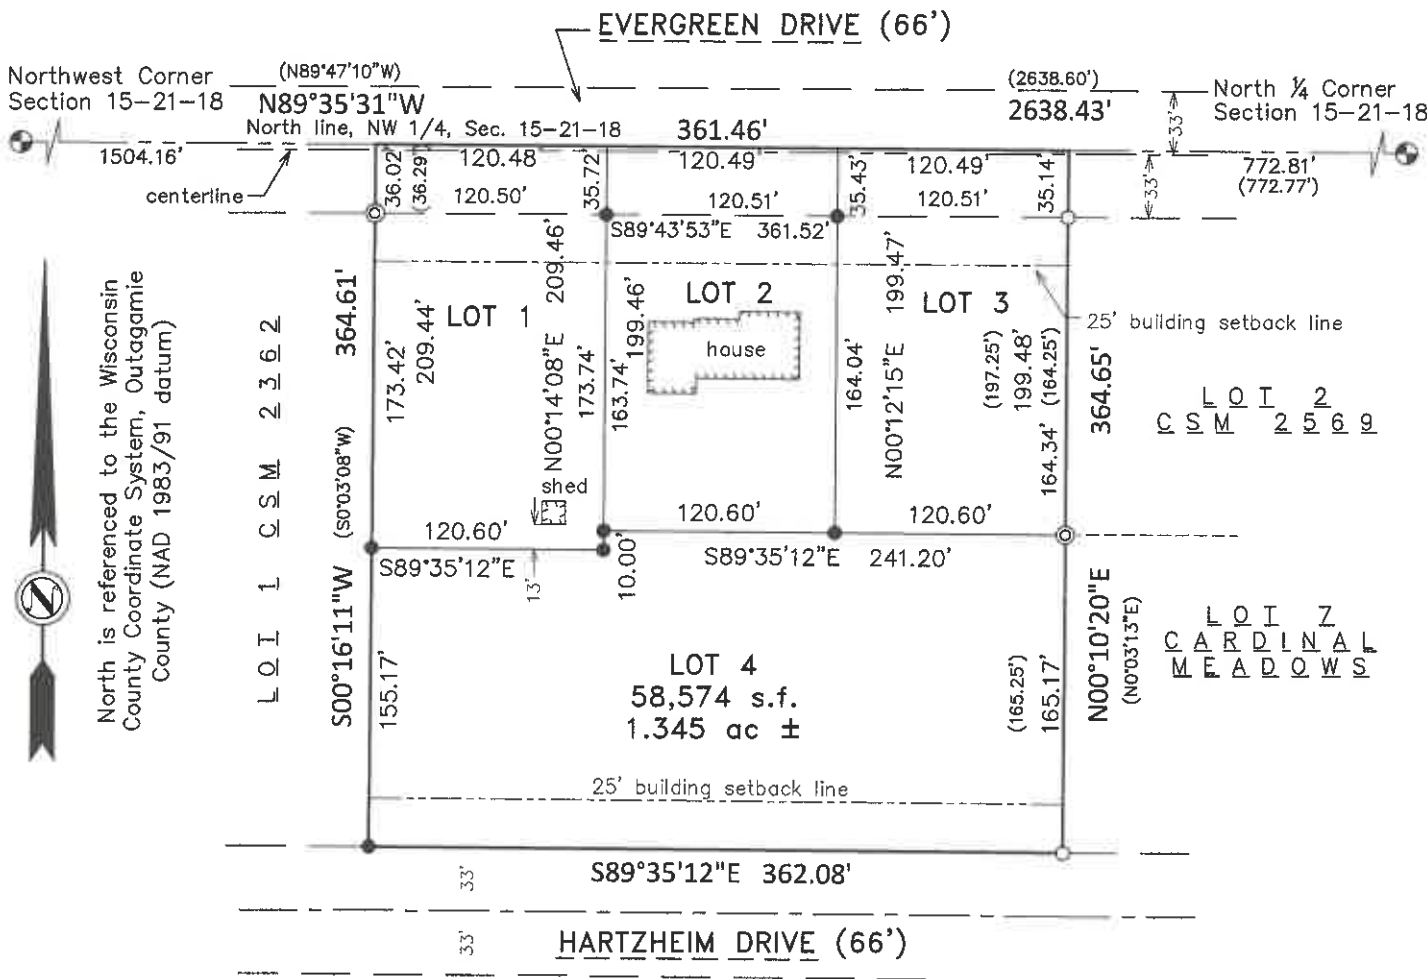 EVERGREEN DRIVE (66')
Northwest Corner
Section 15-21-18
(N89°47'10"W)
N89°35'31"W
North line, NW 1/4, Sec. 15-21-18
361.46'
(2638.60')
2638.43'
North ¼ Corner
Section 15-21-18
33'
33'
1504.16'
centerline
772.81'
(772.77')
36.02'
(36.29')
120.48
120.50'
35.72'
120.49'
120.51'
35.43'
120.49'
120.51'
35.14'
S89°43'53"E 361.52'
LOT 1
LOT 2
LOT 3
house
shed
25' building setback line
364.61'
173.42'
209.44'
N00°14'08"E 209.46'
173.74'
163.74'
199.46'
164.04'
N00°12'15"E 199.47'
(197.25')
199.48'
(164.25')
164.34'
364.65'
LOT 2
CSM 2569
North is referenced to the Wisconsin
County Coordinate System, Outagamie
County (NAD 1983/91 datum)
N
LOT 1 CSM 2362
(S0°03'08"W)
S00°16'11"W
120.60'
S89°35'12"E
13'
10.00'
120.60'
120.60'
S89°35'12"E 241.20'
155.17'
LOT 4
58,574 s.f.
1.345 ac ±
(165.25')
165.17'
N00°10'20"E
(N0°03'13"E)
LOT 7
CARDINAL
MEADOWS
25' building setback line
S89°35'12"E 362.08'
33'
33'
HARTZHEIM DRIVE (66')